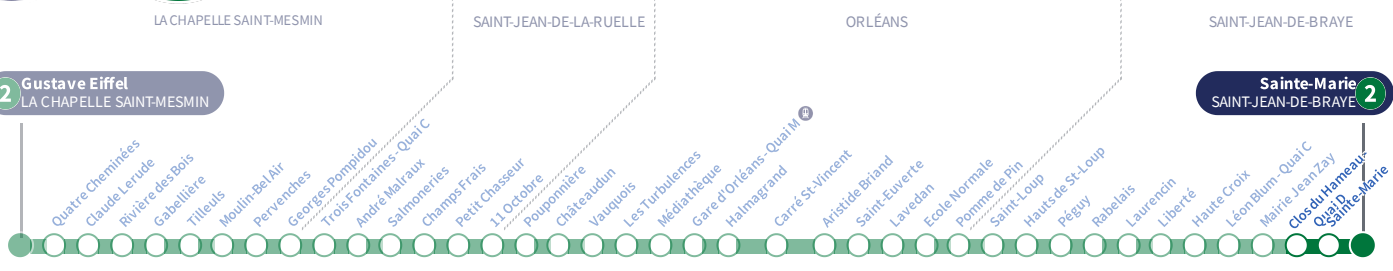 LA CHAPELLE SAINT-MESMIN
SAINT-JEAN-DE-LA-RUELLE
ORLÉANS
SAINT-JEAN-DE-BRAYE
2
Gustave Eiffel
LA CHAPELLE SAINT-MESMIN
Sainte-Marie
SAINT-JEAN-DE-BRAYE
2
Quatre Cheminées
Claude Lerude
Rivière des Bois
Gabellière
Tilleuls
Moulin-Bel Air
Pervenches
Georges Pompidou
Trois Fontaines - Quai C
André Malraux
Salmoneries
Champs Frais
Petit Chasseur
11 Octobre
Pouponnière
Châteaudun
Vauquois
Les Turbulences
Médiathèque
Gare d'Orléans - Quai M
Halmagrand
Carré St-Vincent
Aristide Briand
Saint-Euverte
Lavedan
Ecole Normale
Pomme de Pin
Saint-Loup
Hauts de St-Loup
Péguy
Rabelais
Laurencin
Liberté
Haute Croix
Léon Blum - Quai C
Mairie Jean Zay
Clos du Hameau-
Quai D
Sainte-Marie